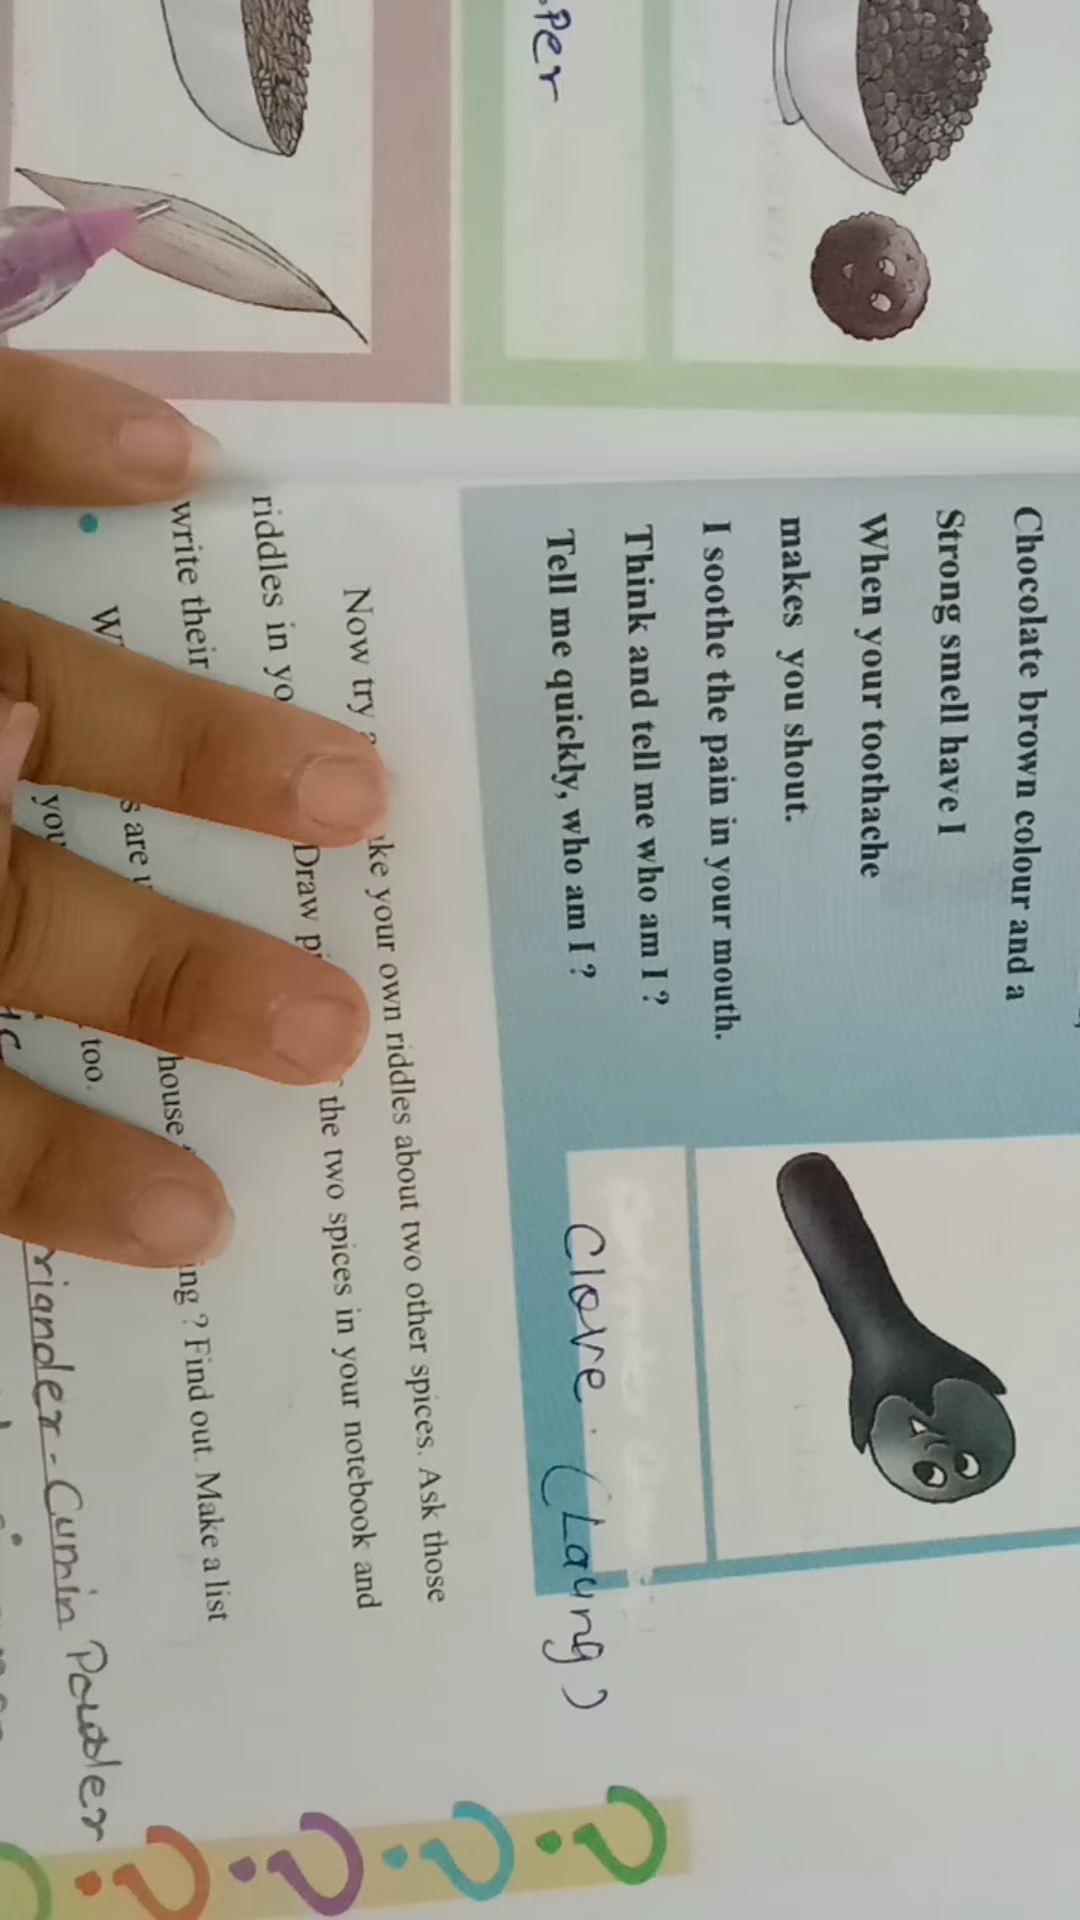 per
Chocolate brown colour and a
Strong smell have I
When your toothache
makes you shout.
I soothe the pain in your mouth.
Think and tell me who am I ?
Tell me quickly, who am I ?
Clove. (Laung)
Now try ke your own riddles about two other spices. Ask those
riddles in yo Draw pi the two spices in your notebook and
write their
s are u house ing ? Find out. Make a list
you too.
riander - Cumin Powder